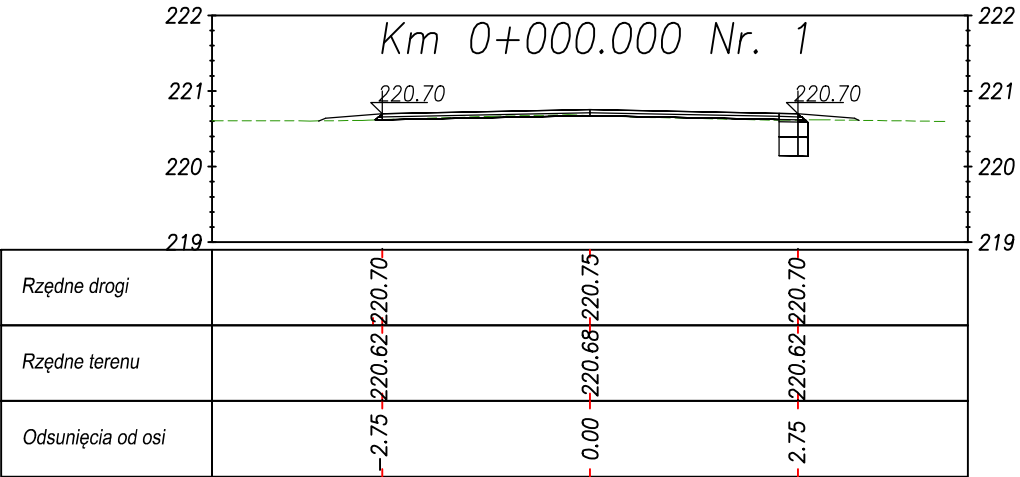 222 222
Km 0+000.000 Nr. 1
221 220.70 220.70 221
220 220
219 219
Rzędne drogi 220.70 220.75 220.70
Rzędne terenu 220.62 220.68 220.62
Odsunięcia od osi -2.75 0.00 2.75